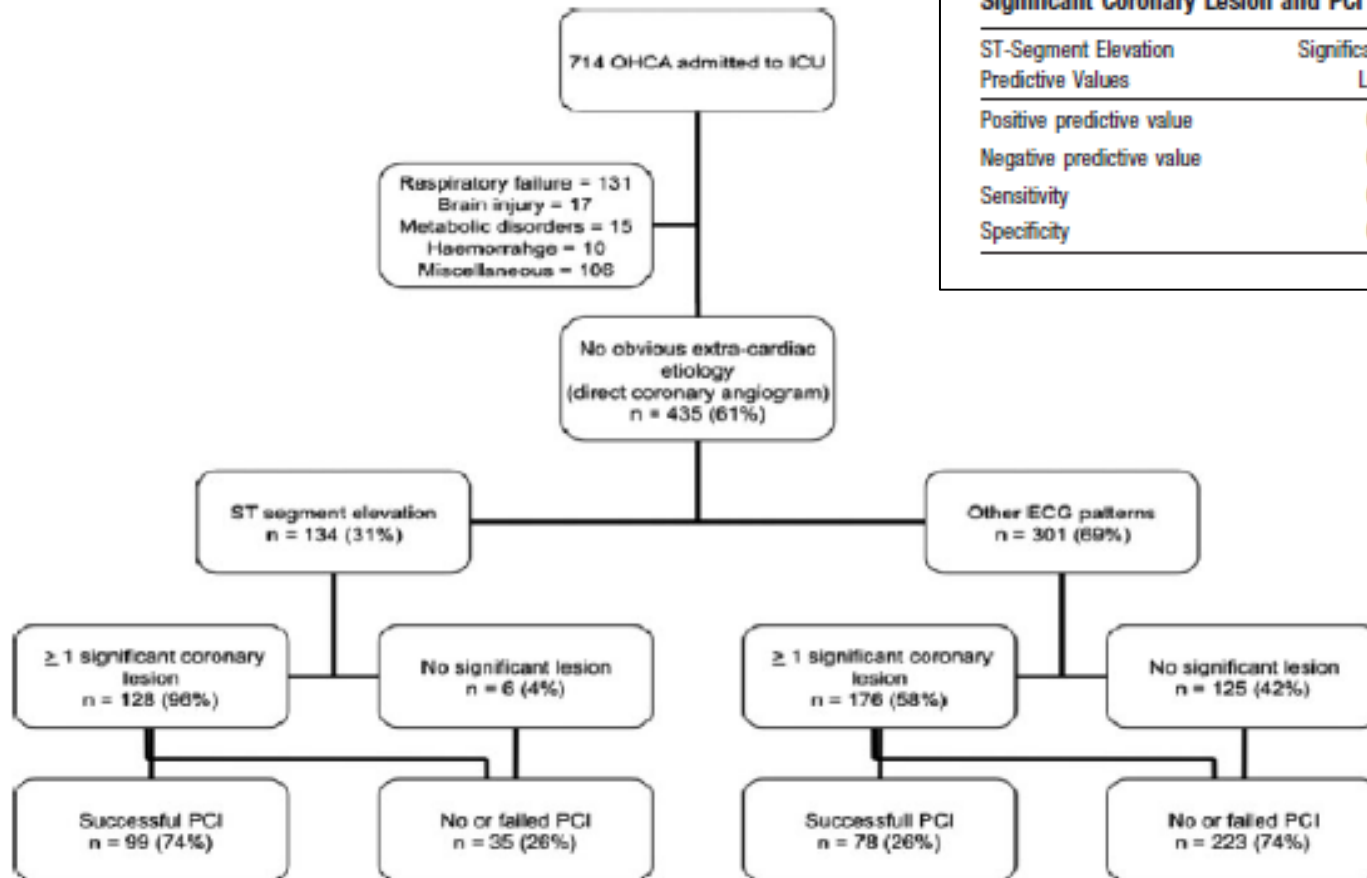 714 OHCA admitted to ICU
Respiratory failure = 131
Brain injury = 17
Metabolic disorders = 15
Haemorrahge = 10
Miscellaneous = 106
No obvious extra-cardiac
etiology
(direct coronary angiogram)
n = 435 (61%)
ST segment elevation
n = 134 (31%)
Other ECG patterns
n = 301 (69%)
≥ 1 significant coronary
lesion
n = 128 (96%)
No significant lesion
n = 6 (4%)
≥ 1 significant coronary
lesion
n = 176 (58%)
No significant lesion
n = 125 (42%)
Successful PCI
n = 99 (74%)
No or failed PCI
n = 35 (26%)
Successfull PCI
n = 78 (26%)
No or failed PCI
n = 223 (74%)
Significant Coronary Lesion and PCI
ST-Segment Elevation
Predictive Values
Positive predictive value
Negative predictive value
Sensitivity
Specificity